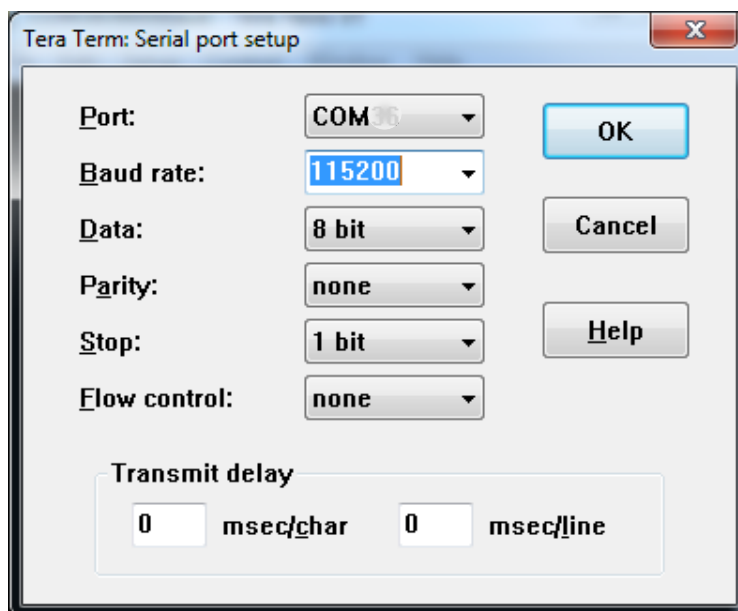 Tera Term: Serial port setup
Port: COM36
OK
Baud rate: 115200
Data: 8 bit
Cancel
Parity: none
Stop: 1 bit
Help
Flow control: none
Transmit delay
0 msec/char 0 msec/line